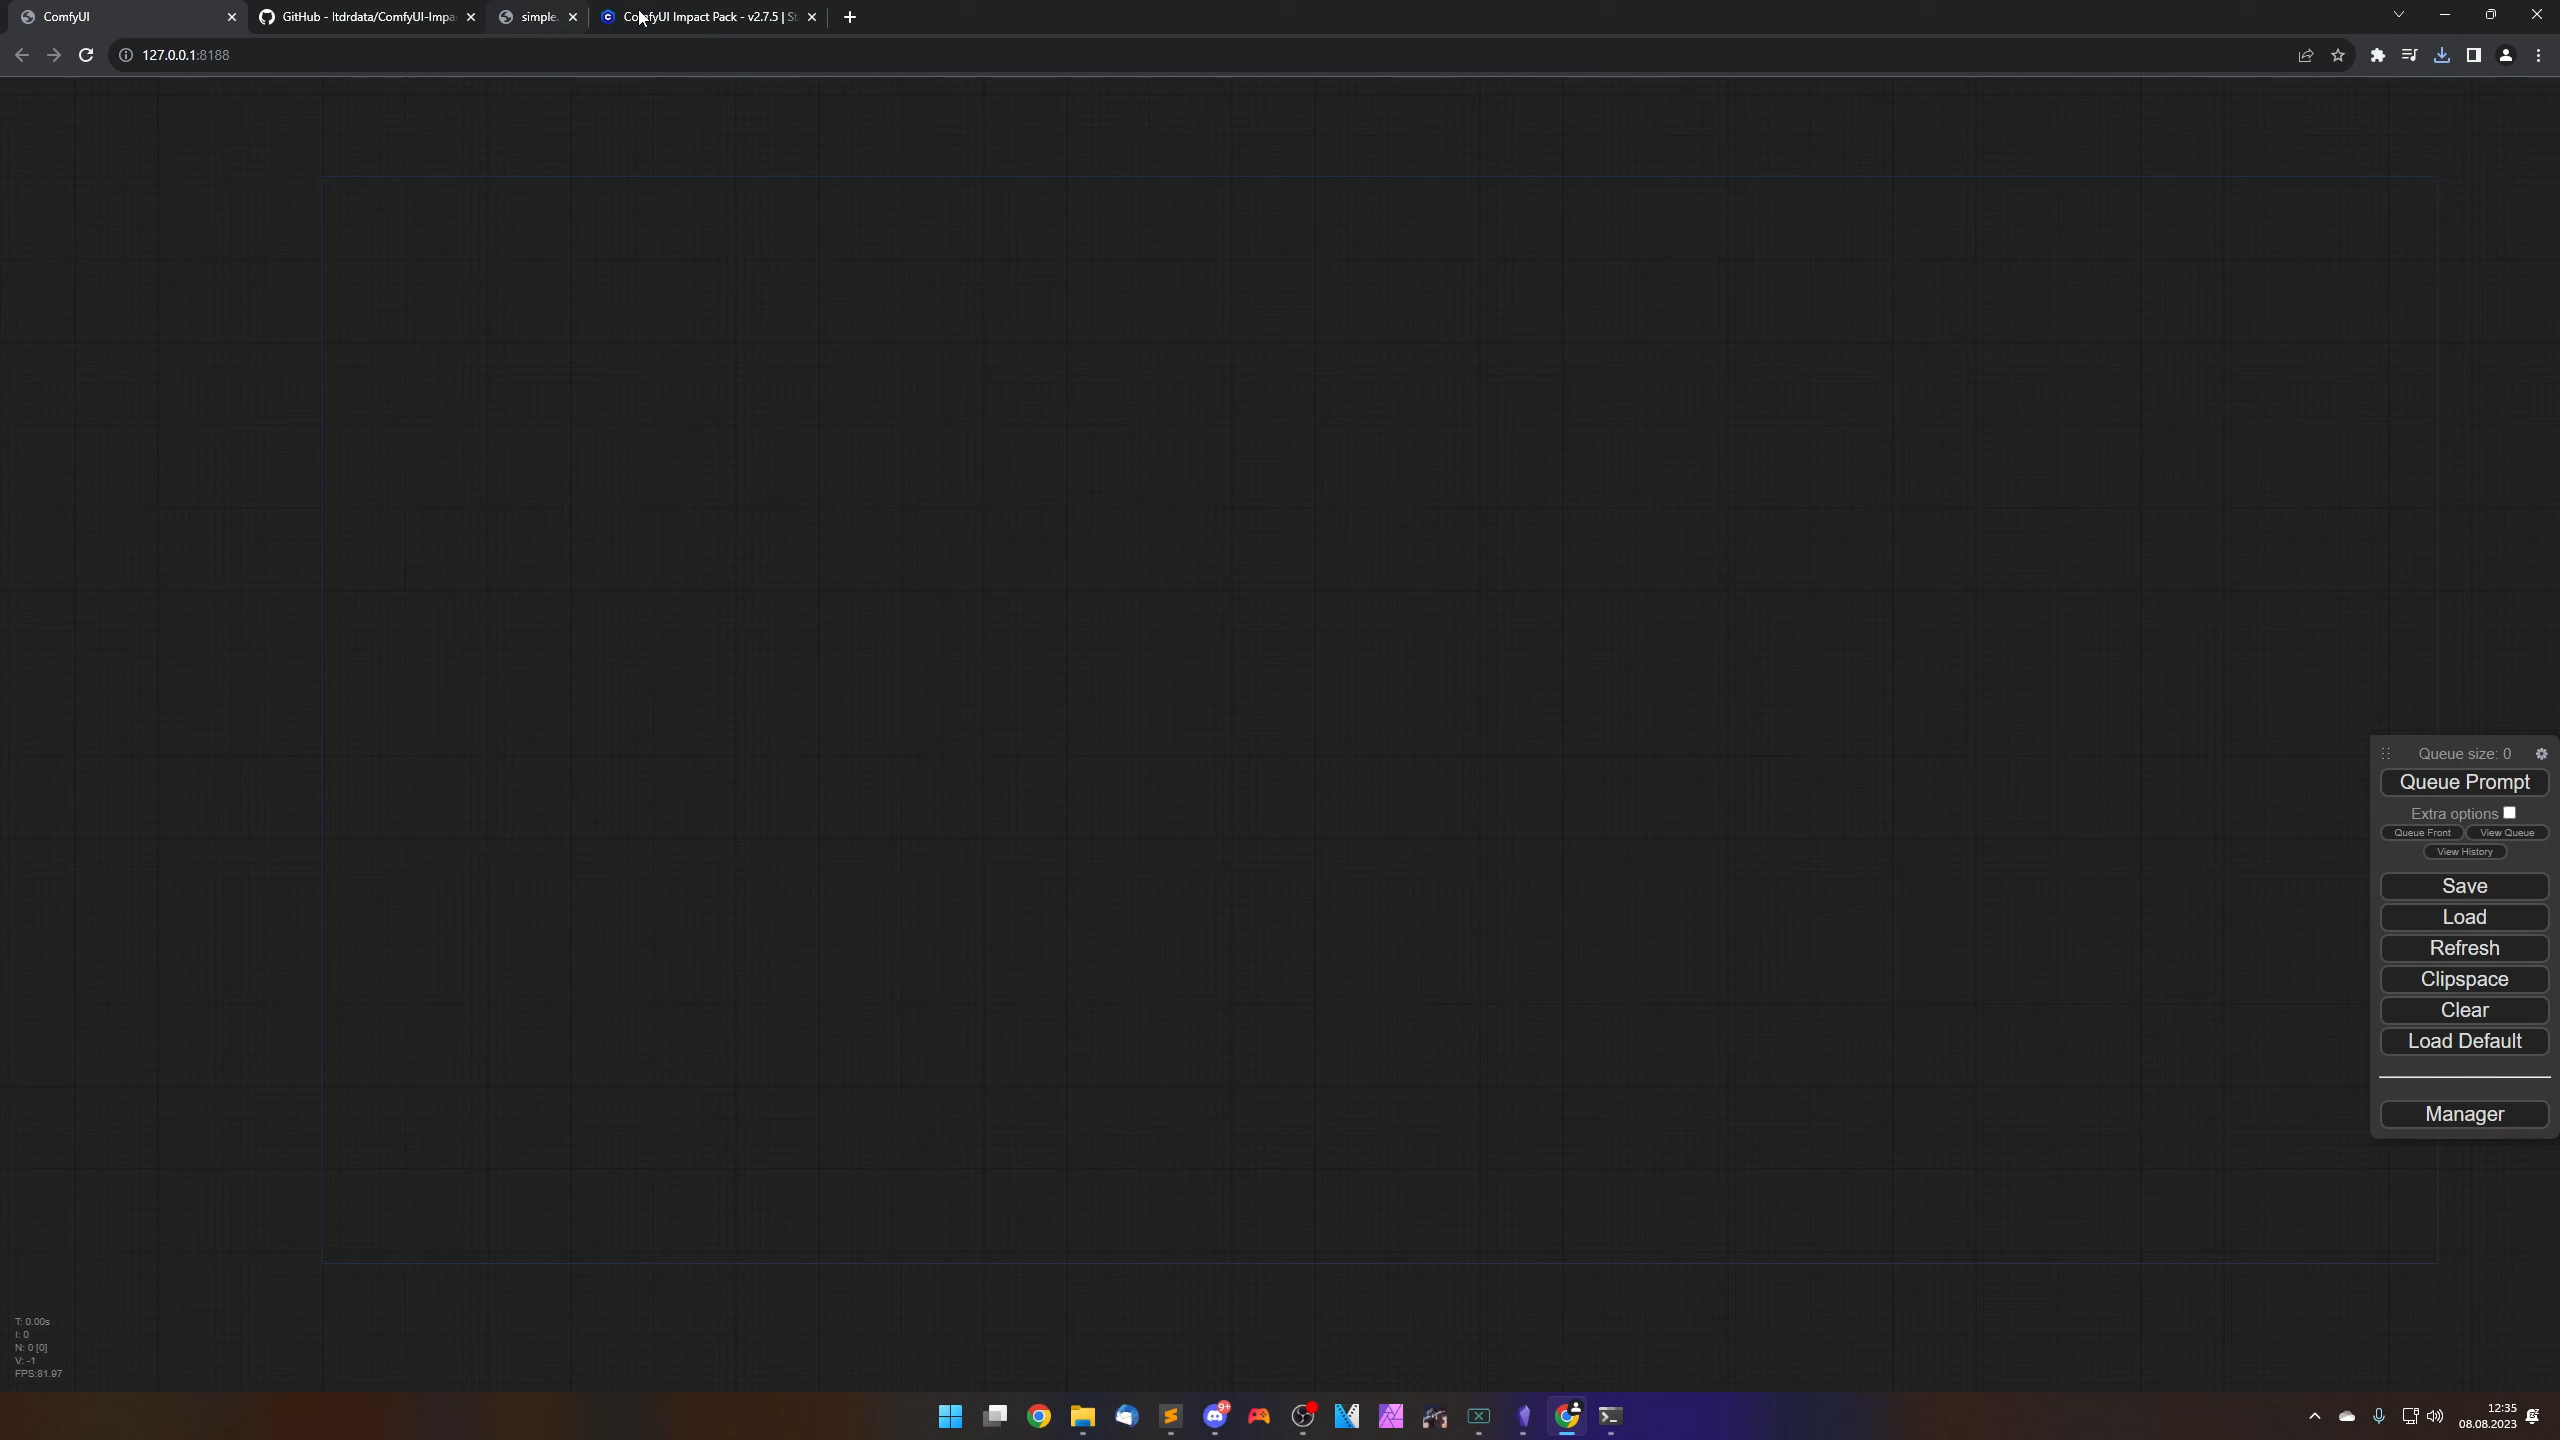 ComfyUI
GitHub - ltdrdata/ComfyUI-Impa
simple.
ComfyUI Impact Pack - v2.7.5 | St
127.0.0.1:8188
Queue size: 0
Queue Prompt
Extra options
Queue Front
View Queue
View History
Save
Load
Refresh
Clipspace
Clear
Load Default
Manager
T: 0.00s
I: 0
N: 0 [0]
V: -1
FPS:81.97
9+
12:35
08.08.2023